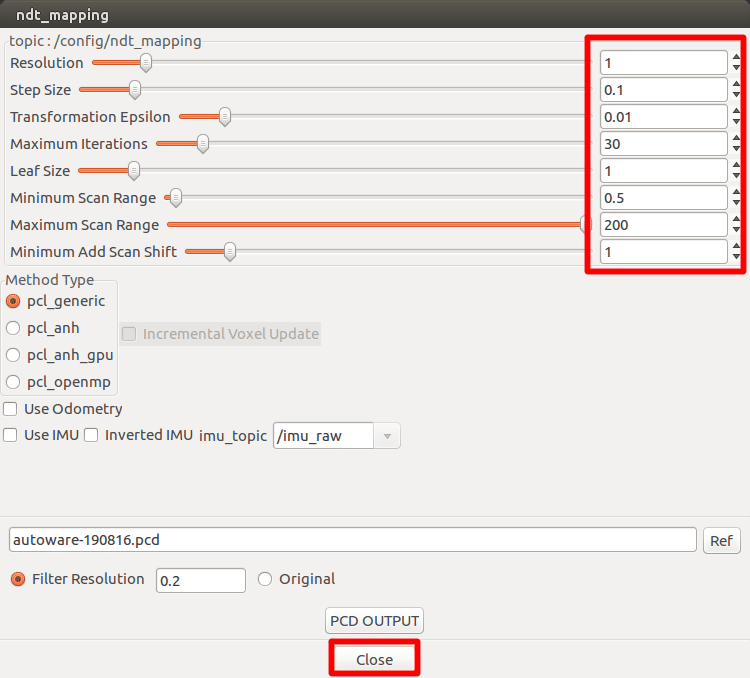 ndt_mapping
topic : /config/ndt_mapping
Resolution 1
Step Size 0.1
Transformation Epsilon 0.01
Maximum Iterations 30
Leaf Size 1
Minimum Scan Range 0.5
Maximum Scan Range 200
Minimum Add Scan Shift 1
Method Type
pcl_generic
pcl_anh Incremental Voxel Update
pcl_anh_gpu
pcl_openmp
Use Odometry
Use IMU Inverted IMU imu_topic /imu_raw
autoware-190816.pcd Ref
Filter Resolution 0.2 Original
PCD OUTPUT
Close